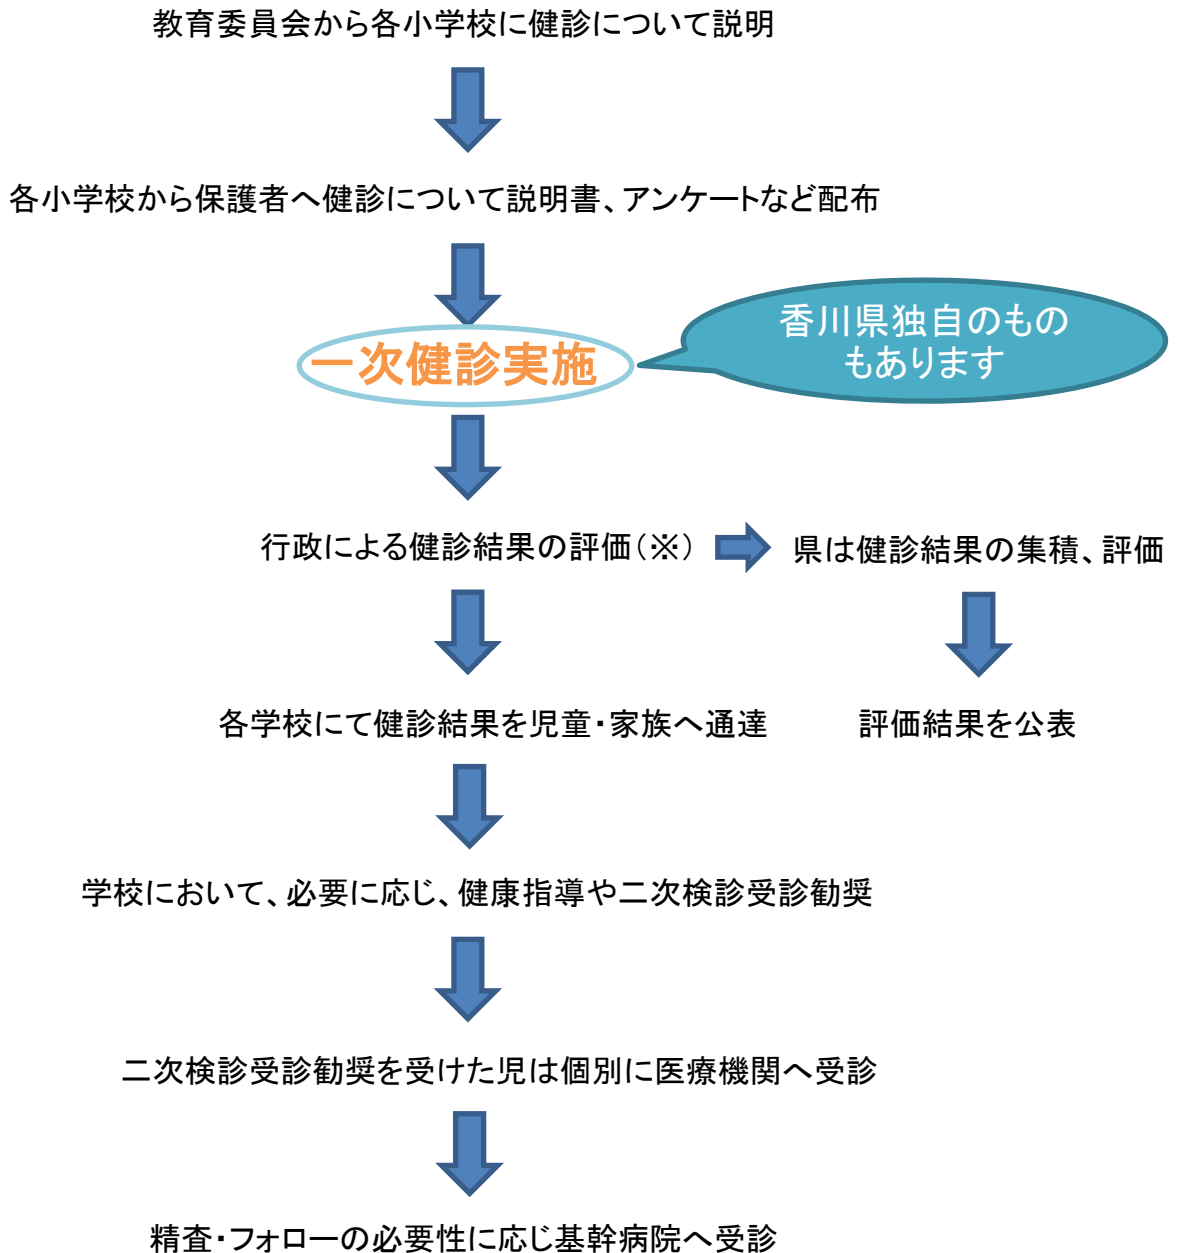 教育委員会から各小学校に健診について説明
各小学校から保護者へ健診について説明書、アンケートなど配布
一次健診実施
香川県独自のもの
もあります
行政による健診結果の評価(※)
県は健診結果の集積、評価
各学校にて健診結果を児童・家族へ通達
評価結果を公表
学校において、必要に応じ、健康指導や二次検診受診勧奨
二次検診受診勧奨を受けた児は個別に医療機関へ受診
精査・フォローの必要性に応じ基幹病院へ受診